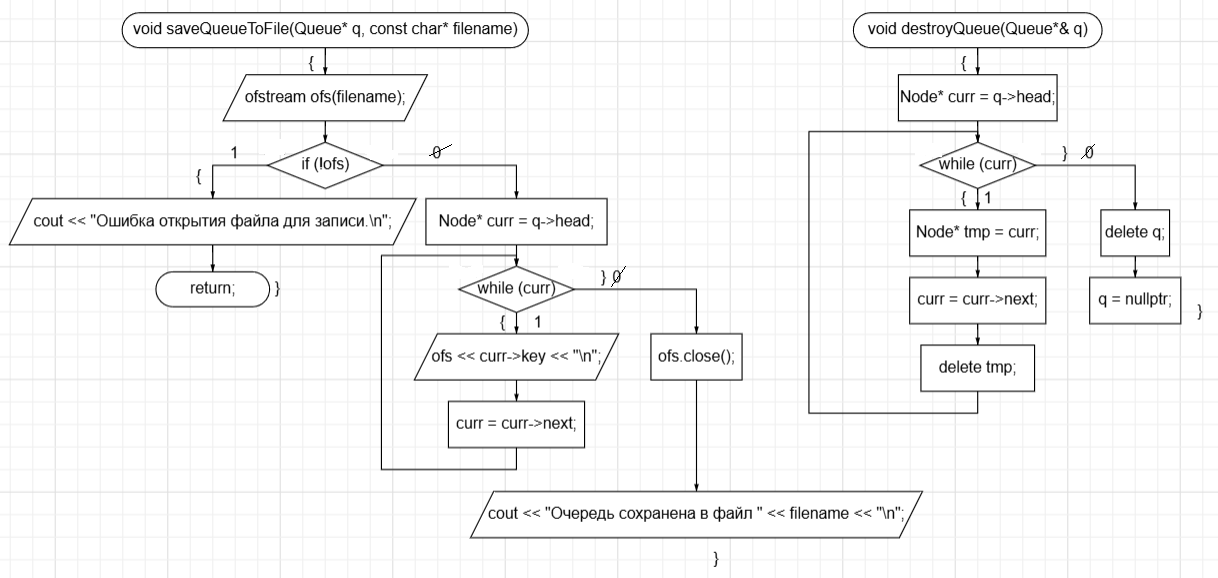 void saveQueueToFile(Queue* q, const char* filename)
{
ofstream ofs(filename);
if (!ofs)
1
0
{
cout << "Ошибка открытия файла для записи.\n";
return;
}
Node* curr = q->head;
while (curr)
} 0
{ 1
ofs << curr->key << "\n";
curr = curr->next;
ofs.close();
cout << "Очередь сохранена в файл " << filename << "\n";
}
void destroyQueue(Queue*& q)
{
Node* curr = q->head;
while (curr)
} 0
{ 1
Node* tmp = curr;
curr = curr->next;
delete tmp;
delete q;
q = nullptr;
}